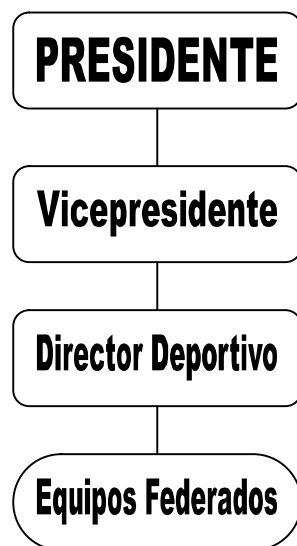 PRESIDENTE
Vicepresidente
Director Deportivo
Equipos Federados